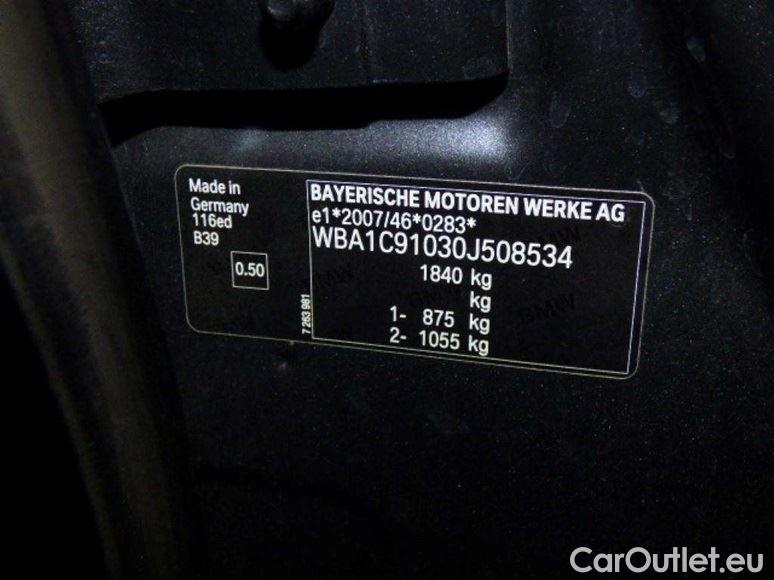 Made in
Germany
116ed
B39
0.50
7 263 981
BAYERISCHE MOTOREN WERKE AG
e1*2007/46*0283*
WBA1C91030J508534
1840 kg
kg
1- 875 kg
2- 1055 kg
CarOutlet.eu